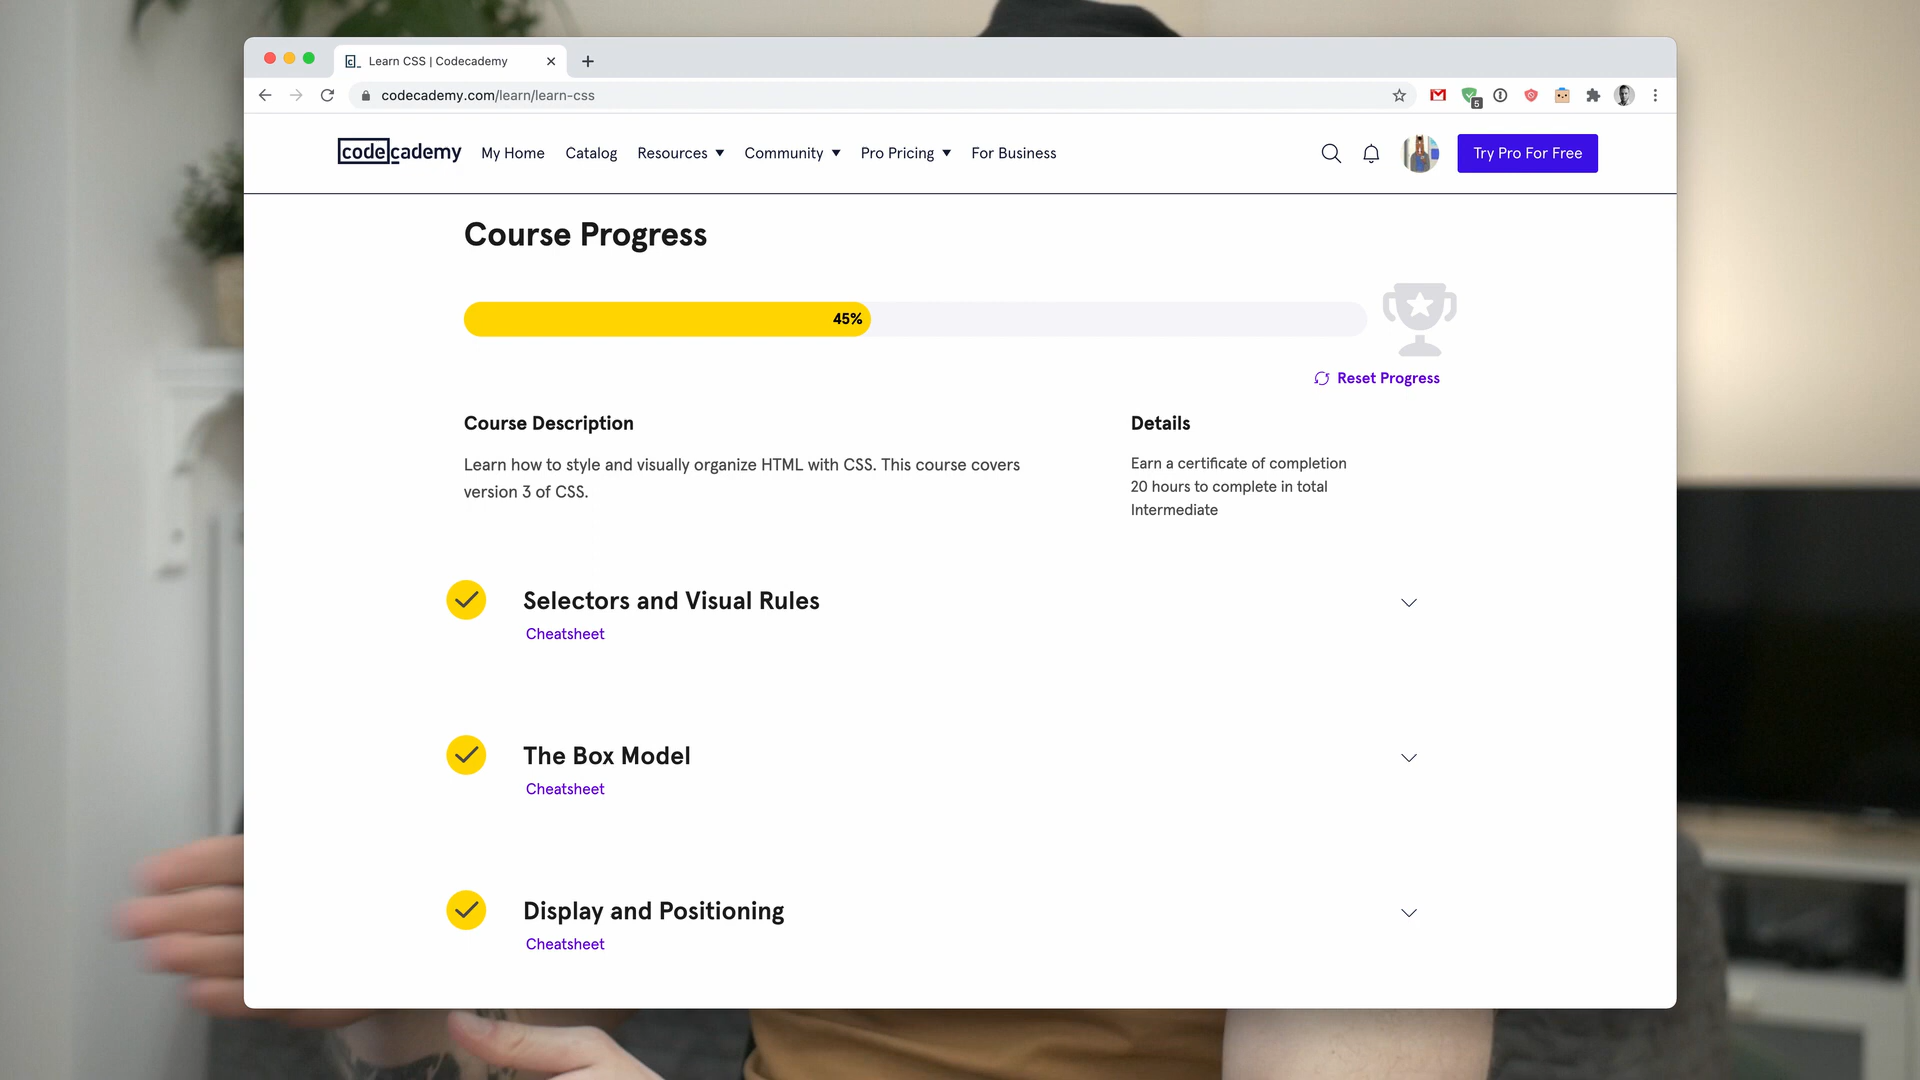 Learn CSS | Codecademy
codecademy.com/learn/learn-css
5
codecademy
My Home
Catalog
Resources
Community
Pro Pricing
For Business
Try Pro For Free
Course Progress
45%
Reset Progress
Course Description
Details
Learn how to style and visually organize HTML with CSS. This course covers
version 3 of CSS.
Earn a certificate of completion
20 hours to complete in total
Intermediate
Selectors and Visual Rules
Cheatsheet
The Box Model
Cheatsheet
Display and Positioning
Cheatsheet